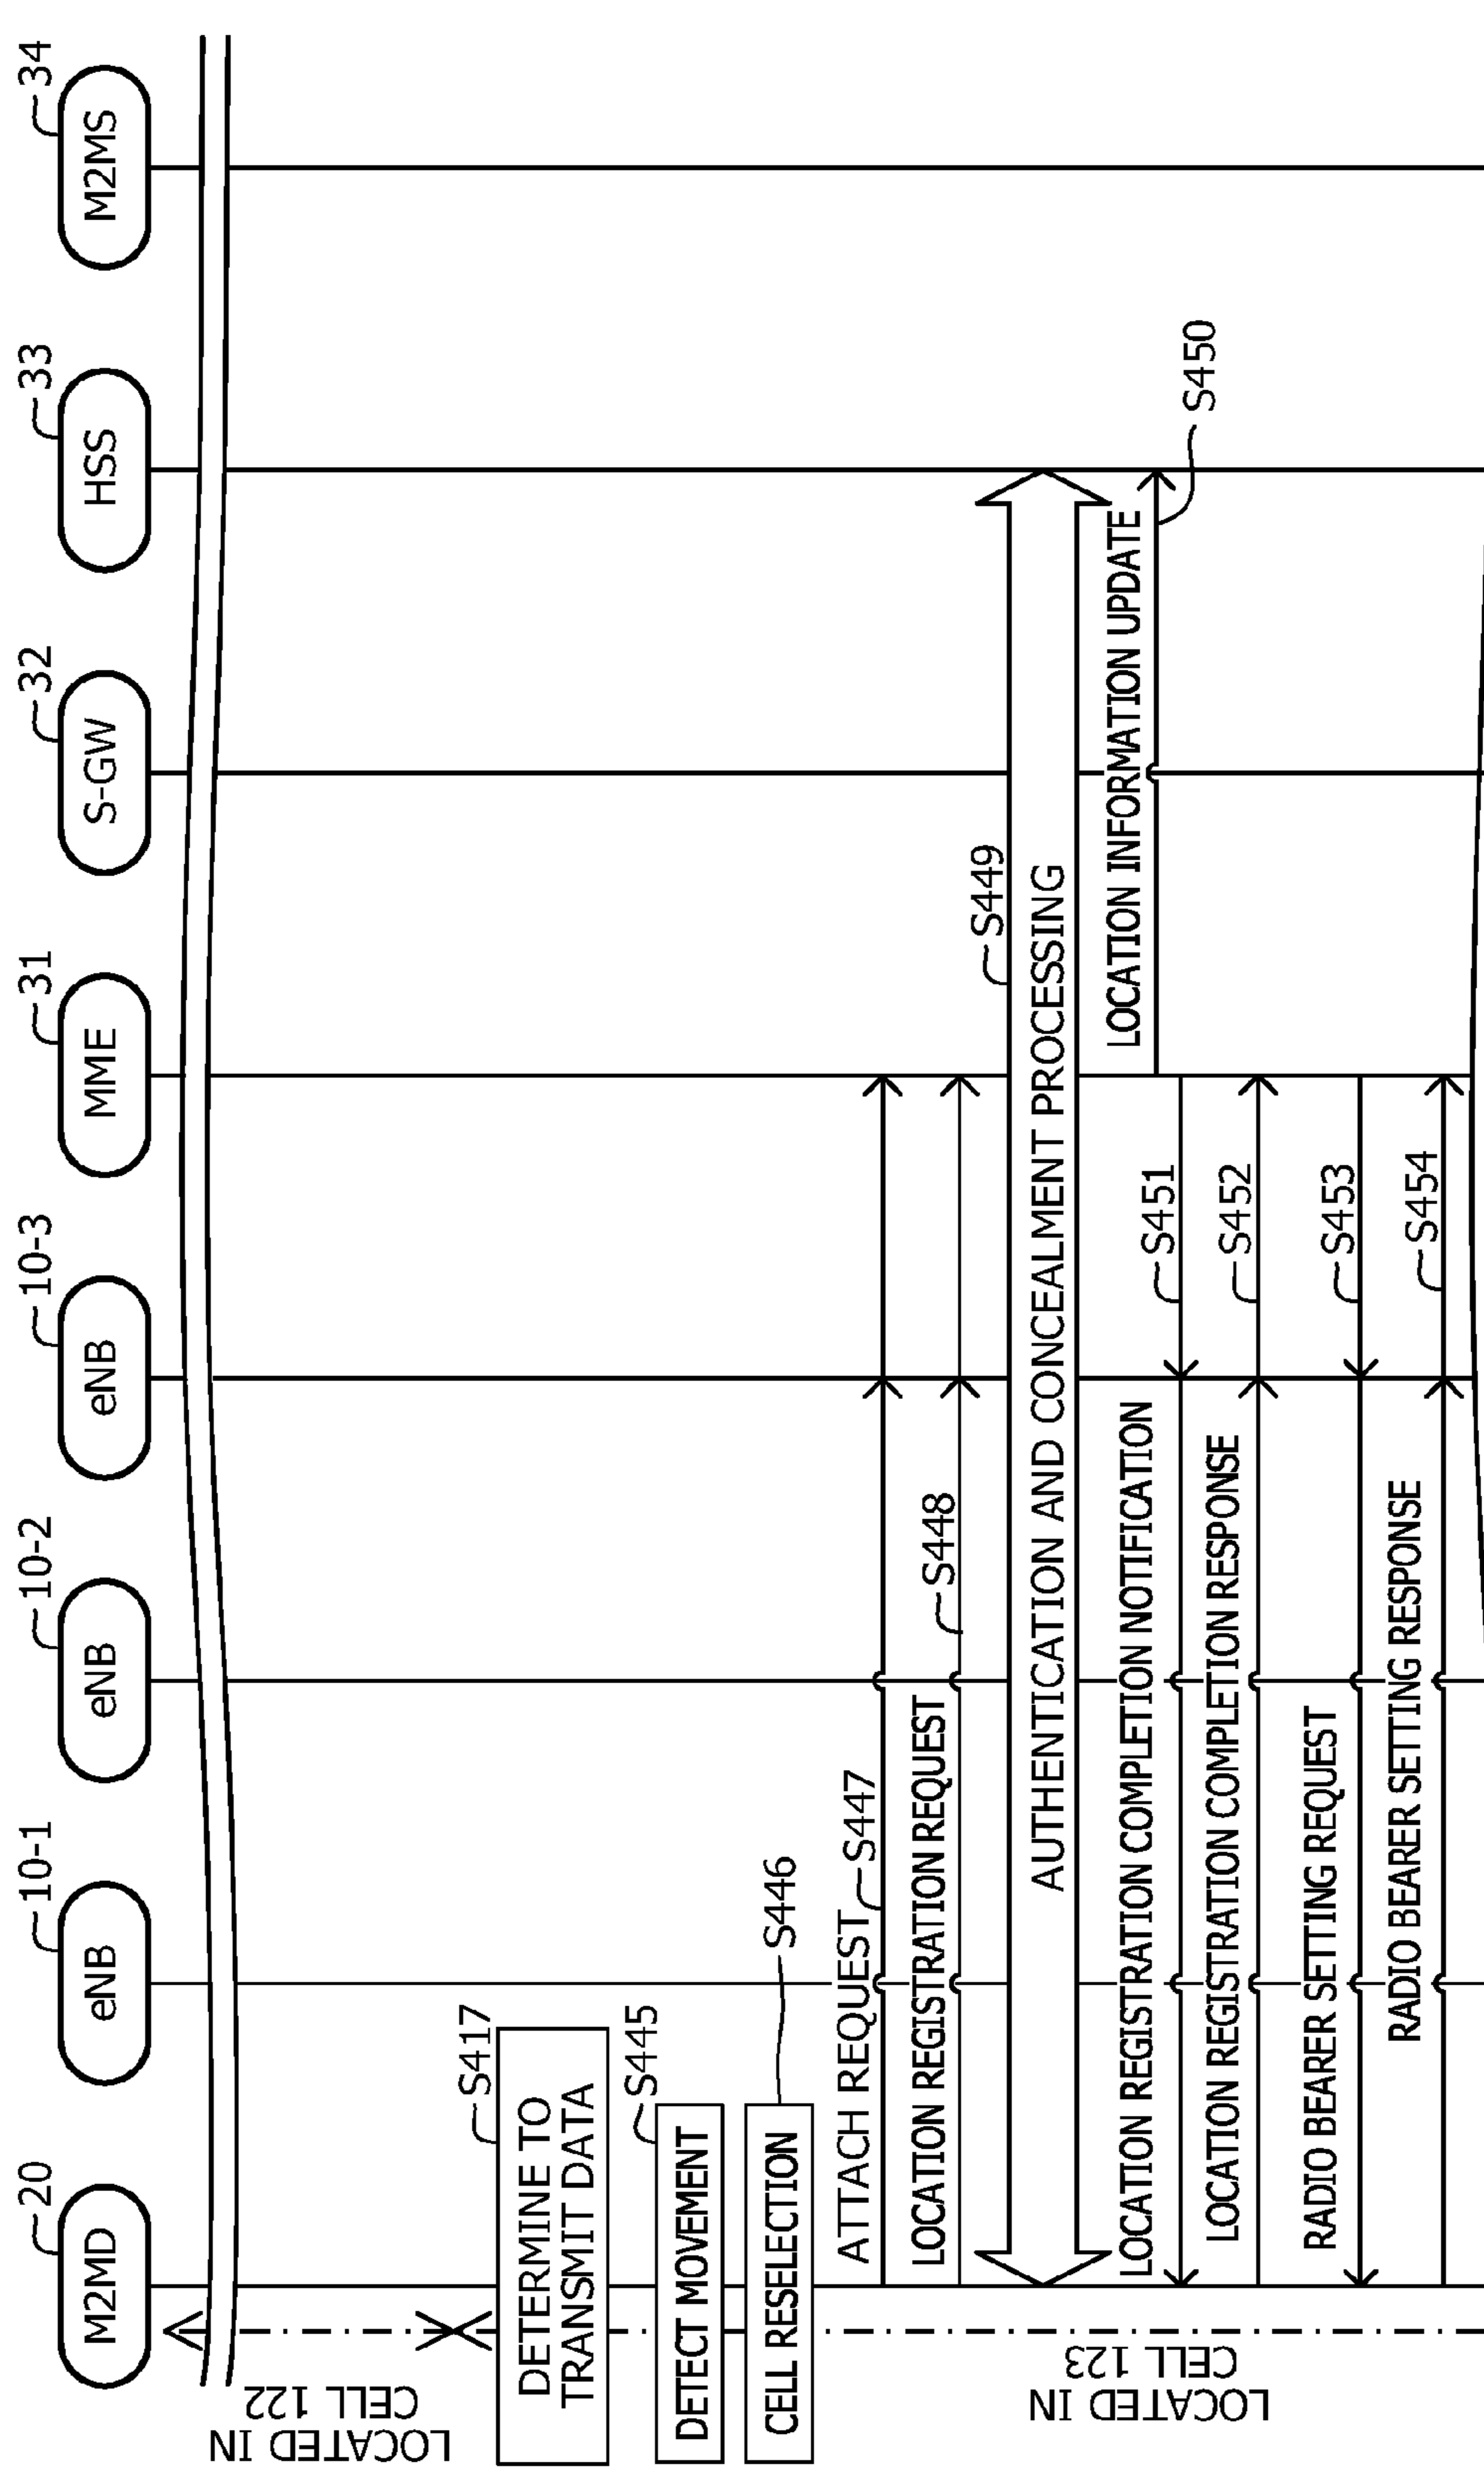 M2MD
20
eNB
10-1
eNB
10-2
eNB
10-3
MME
31
S-GW
32
HSS
33
M2MS
34
LOCATED IN
CELL 122
DETERMINE TO
TRANSMIT DATA
S417
DETECT MOVEMENT
S445
CELL RESELECTION
S446
LOCATED IN
CELL 123
ATTACH REQUEST
S447
LOCATION REGISTRATION REQUEST
S448
S449
AUTHENTICATION AND CONCEALMENT PROCESSING
LOCATION INFORMATION UPDATE
S450
LOCATION REGISTRATION COMPLETION NOTIFICATION
S451
LOCATION REGISTRATION COMPLETION RESPONSE
S452
RADIO BEARER SETTING REQUEST
S453
RADIO BEARER SETTING RESPONSE
S454